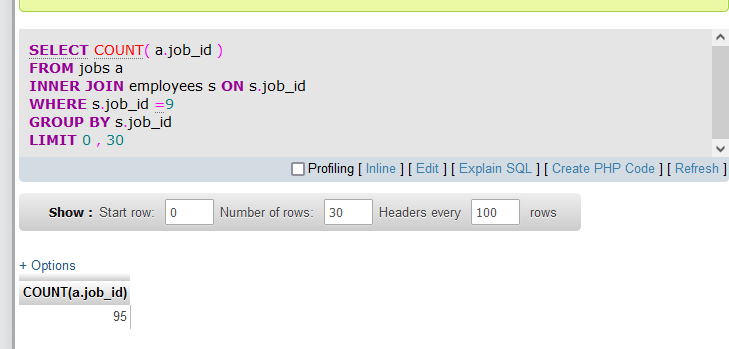 SELECT COUNT( a.job_id )
FROM jobs a
INNER JOIN employees s ON s.job_id
WHERE s.job_id =9
GROUP BY s.job_id
LIMIT 0 , 30
Profiling [ Inline ] [ Edit ] [ Explain SQL ] [ Create PHP Code ] [ Refresh ]
Show : Start row: 0 Number of rows: 30 Headers every 100 rows
+ Options
COUNT(a.job_id)
95